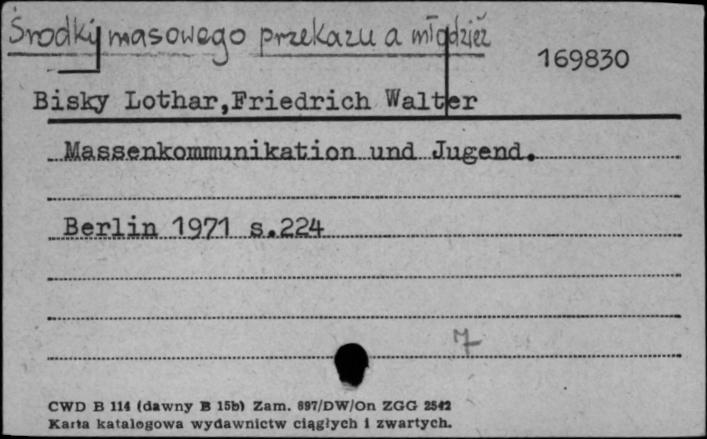 Środki masowego przekazu a młodzież
169830
Bisky Lothar,Friedrich Walter
Massenkommunikation und Jugend.
Berlin 1971 s.224
7
CWD B 114 (dawny B 15b) Zam. 897/DW/On ZGG 2542
Karta katalogowa wydawnictw ciągłych i zwartych.